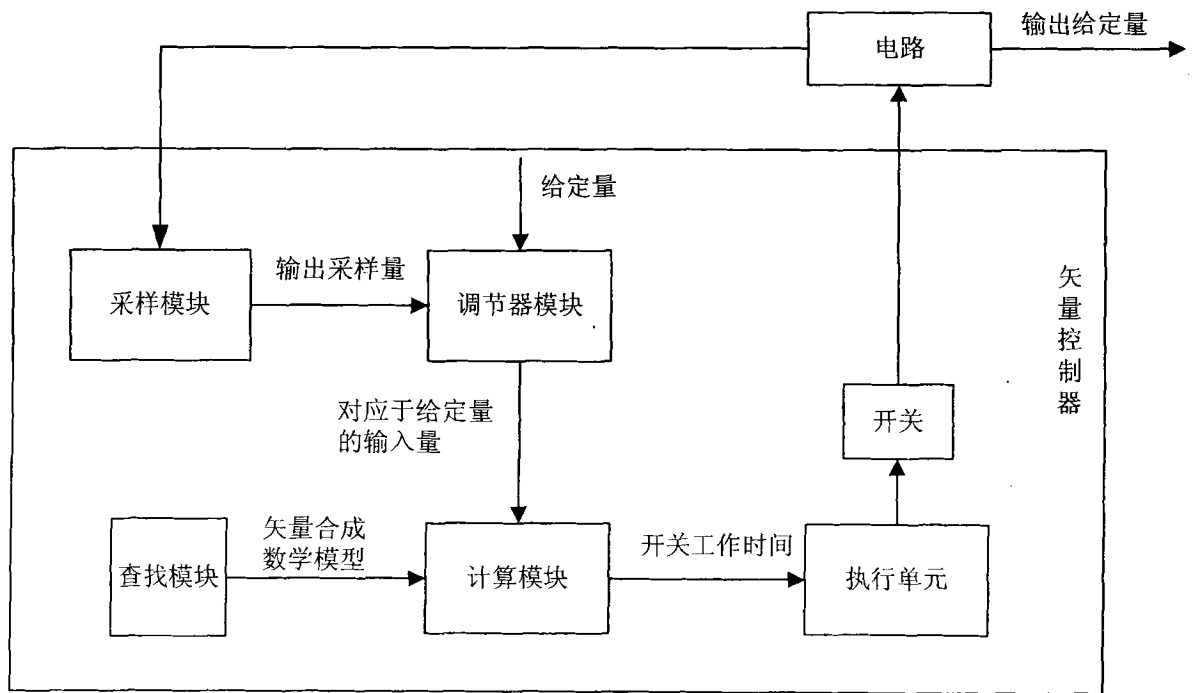 输出给定量
电路
给定量
输出采样量
采样模块
调节器模块
矢量控制器
对应于给定量
的输入量
开关
矢量合成
数学模型
开关工作时间
查找模块
计算模块
执行单元